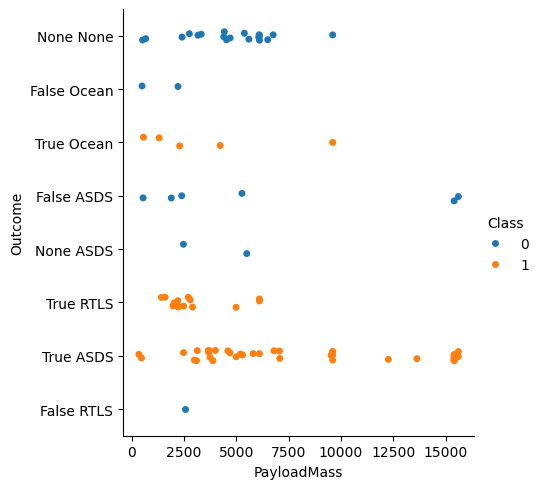 None None
False Ocean
True Ocean
False ASDS
None ASDS
True RTLS
True ASDS
False RTLS
Outcome
0 2500 5000 7500 10000 12500 15000
PayloadMass
Class
0
1